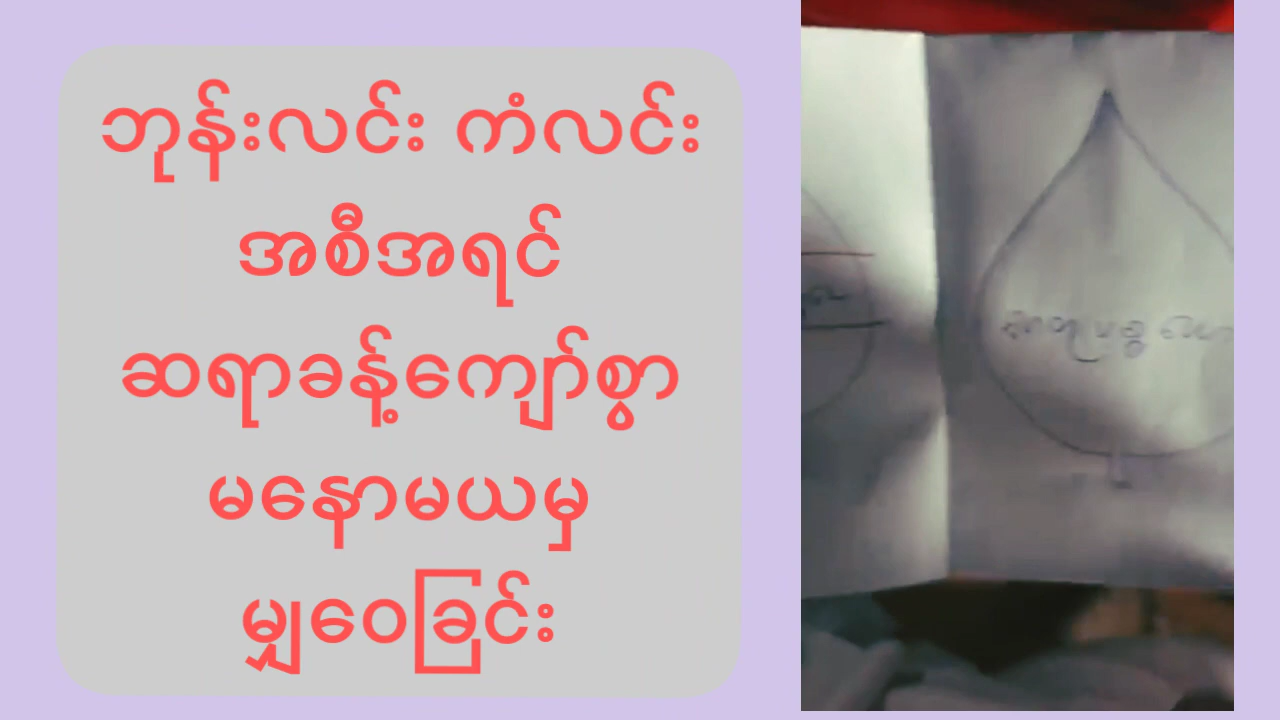 ဘုန်းလင်း ကံလင်း
အစီအရင်
ဆရာခန့်ကျော်စွာ
မနောမယမှ
မျှဝေခြင်း